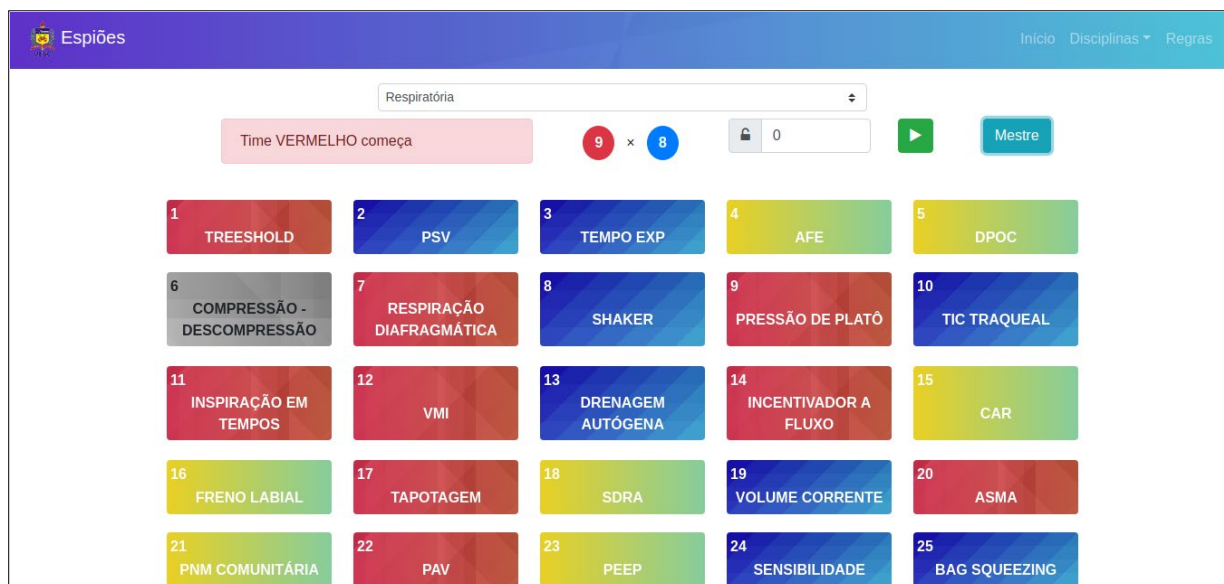 Espiões
Início Disciplinas Regras
Respiratória
Time VERMELHO começa
9 × 8
0
Mestre
1
TREESHOLD
2
PSV
3
TEMPO EXP
4
AFE
5
DPOC
6
COMPRESSÃO -
DESCOMPRESSÃO
7
RESPIRAÇÃO
DIAFRAGMÁTICA
8
SHAKER
9
PRESSÃO DE PLATÔ
10
TIC TRAQUEAL
11
INSPIRAÇÃO EM
TEMPOS
12
VMI
13
DRENAGEM
AUTÓGENA
14
INCENTIVADOR A
FLUXO
15
CAR
16
FRENO LABIAL
17
TAPOTAGEM
18
SDRA
19
VOLUME CORRENTE
20
ASMA
21
PNM COMUNITÁRIA
22
PAV
23
PEEP
24
SENSIBILIDADE
25
BAG SQUEEZING